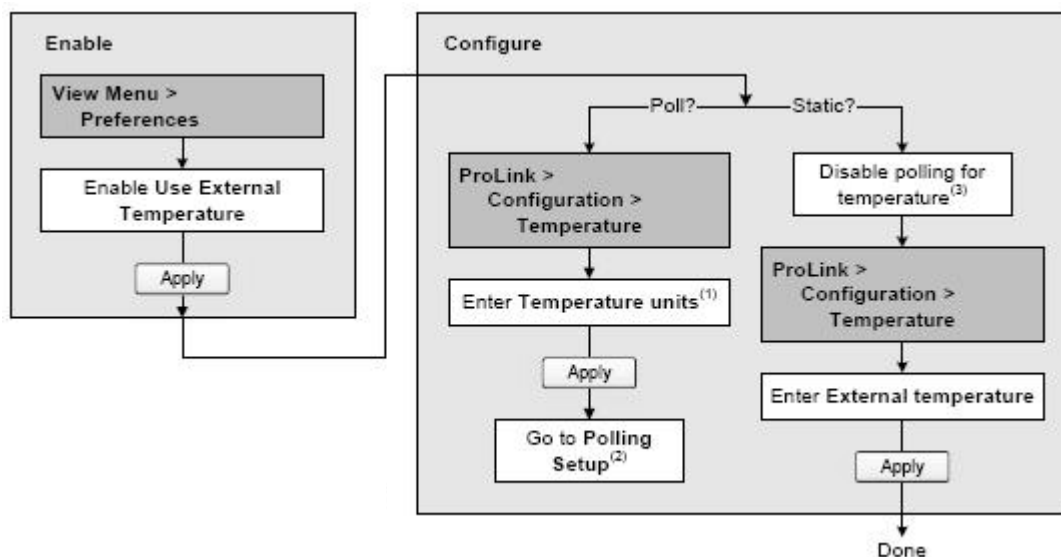 Enable
View Menu >
Preferences
Enable Use External
Temperature
Apply
Configure
Poll?
Static?
ProLink >
Configuration >
Temperature
Enter Temperature units(1)
Apply
Go to Polling
Setup(2)
Disable polling for
temperature(3)
ProLink >
Configuration >
Temperature
Enter External temperature
Apply
Done